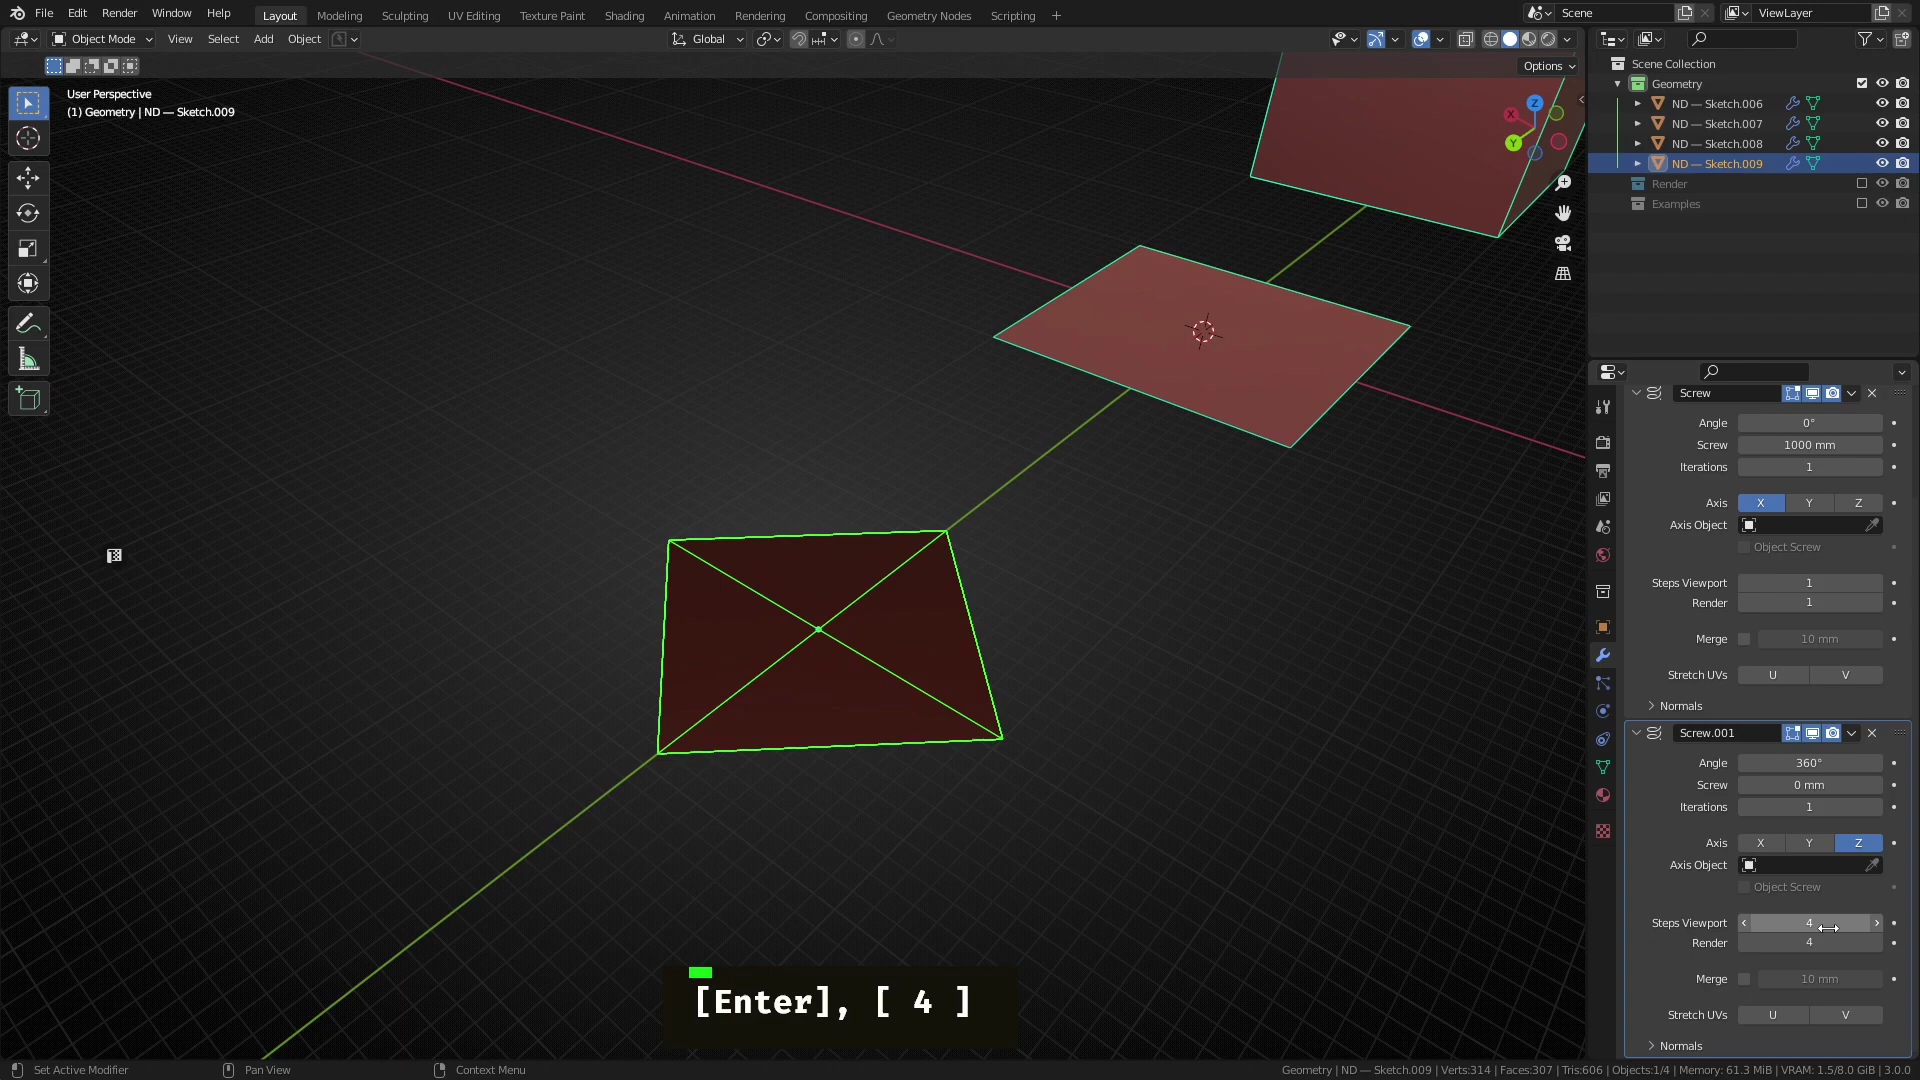 File Edit Render Window Help Layout Modeling Sculpting UV Editing Texture Paint Shading Animation Rendering Compositing Geometry Nodes Scripting + Scene ViewLayer
Object Mode View Select Add Object Global
Options
User Perspective
(1) Geometry | ND — Sketch.009
Z
X
Y
Scene Collection
Geometry
ND — Sketch.006
ND — Sketch.007
ND — Sketch.008
ND — Sketch.009
Render
Examples
Screw
Angle 0°
Screw 1000 mm
Iterations 1
Axis X Y Z
Axis Object
Object Screw
Steps Viewport 1
Render 1
Merge 10 mm
Stretch UVs U V
Normals
Screw.001
Angle 360°
Screw 0 mm
Iterations 1
Axis X Y Z
Axis Object
Object Screw
Steps Viewport 4
Render 4
Merge 10 mm
Stretch UVs U V
Normals
[Enter], [ 4 ]
Set Active Modifier Pan View Context Menu Geometry | ND — Sketch.009 | Verts:314 | Faces:307 | Tris:606 | Objects:1/4 | Memory: 61.3 MiB | VRAM: 1.5/8.0 GiB | 3.0.0